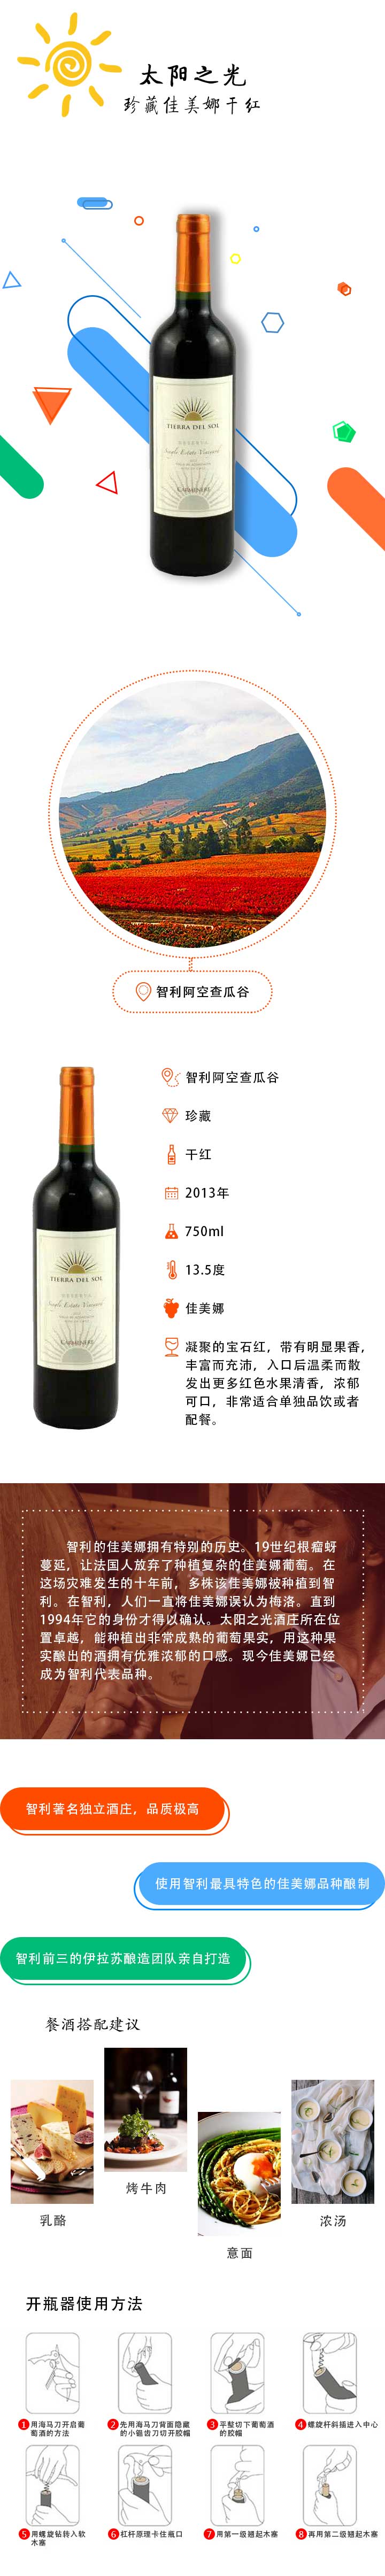 太阳之光
珍藏佳美娜干红
TIERRA DEL SOL
RESERVA
Single Estate Vineyard
CARMENERE
智利阿空查瓜谷
智利阿空查瓜谷
珍藏
干红
2013年
750ml
13.5度
佳美娜
凝聚的宝石红，带有明显果香，
丰富而充沛，入口后温柔而散
发出更多红色水果清香，浓郁
可口，非常适合单独品饮或者
配餐。
TIERRA DEL SOL
RESERVA
Single Estate Vineyard
CARMENERE
智利的佳美娜拥有特别的历史。19世纪根瘤蚜
蔓延，让法国人放弃了种植复杂的佳美娜葡萄。在
这场灾难发生的十年前，多株该佳美娜被种植到智
利。在智利，人们一直将佳美娜误认为梅洛。直到
1994年它的身份才得以确认。太阳之光酒庄所在位
置卓越，能种植出非常成熟的葡萄果实，用这种果
实酿出的酒拥有优雅浓郁的口感。现今佳美娜已经
成为智利代表品种。
智利著名独立酒庄，品质极高
使用智利最具特色的佳美娜品种酿制
智利前三的伊拉苏酿造团队亲自打造
餐酒搭配建议
乳酪
烤牛肉
意面
浓汤
开瓶器使用方法
1 用海马刀开启葡
萄酒的方法
2 先用海马刀背面隐藏
的小锯齿刀切开胶帽
3 平整切下葡萄酒
的胶帽
4 螺旋杆斜插进入中心
5 用螺旋钻转入软
木塞
6 杠杆原理卡住瓶口
7 用第一级翘起木塞
8 再用第二级翘起木塞